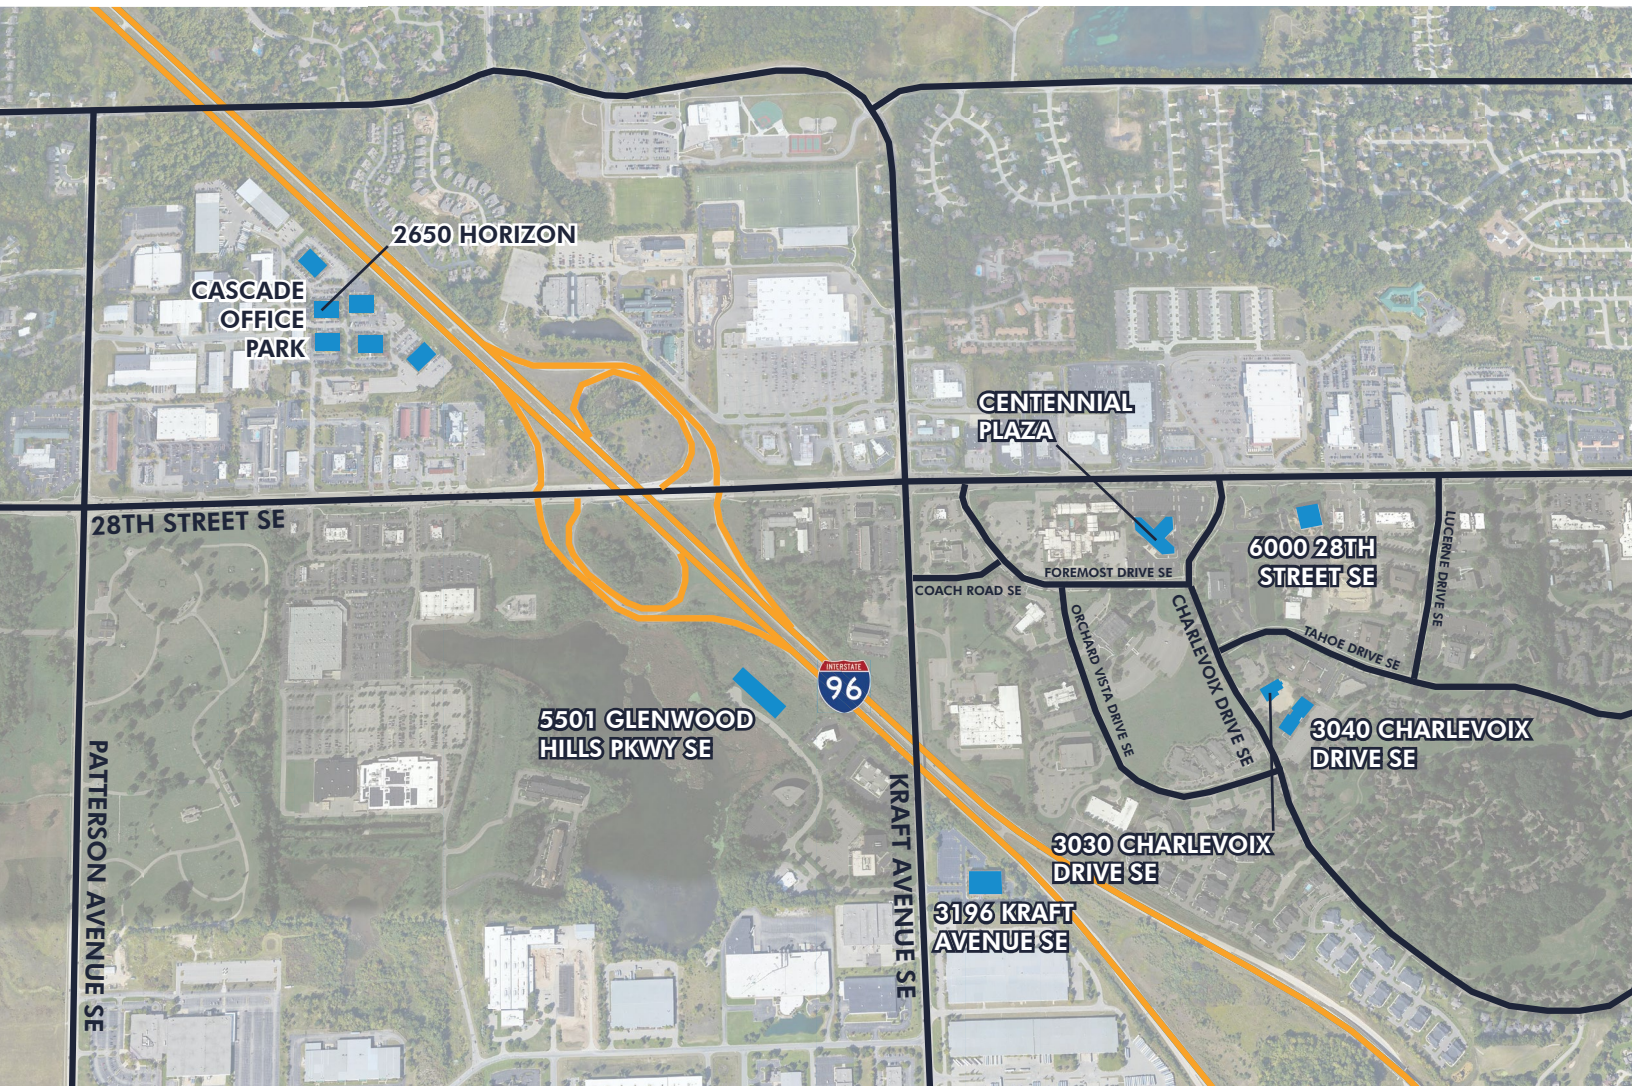 2650 HORIZON
CASCADE
OFFICE
PARK
CENTENNIAL
PLAZA
28TH STREET SE
6000 28TH
STREET SE
LUCERNE DRIVE SE
FOREMOST DRIVE SE
COACH ROAD SE
ORCHARD VISTA DRIVE SE
CHARLEVOIX DRIVE SE
TAHOE DRIVE SE
INTERSTATE
96
5501 GLENWOOD
HILLS PKWY SE
3040 CHARLEVOIX
DRIVE SE
PATTERSON AVENUE SE
KRAFT AVENUE SE
3030 CHARLEVOIX
DRIVE SE
3196 KRAFT
AVENUE SE